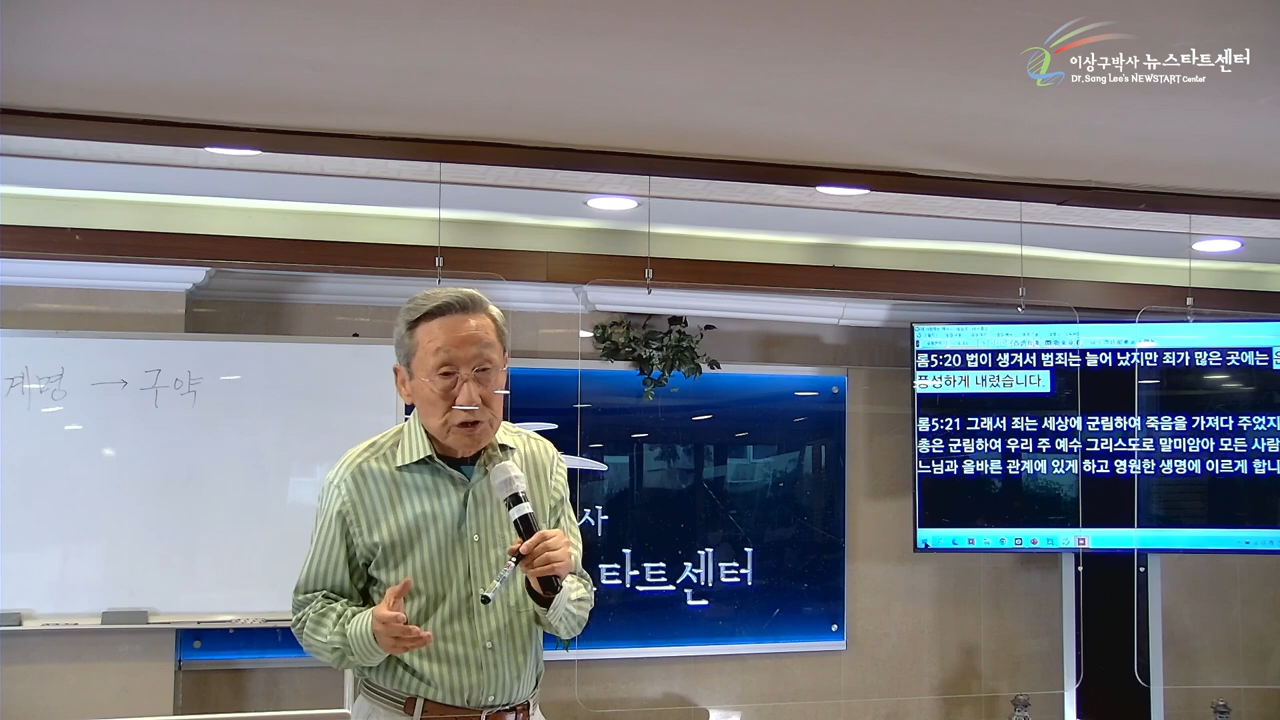 이상구박사 뉴스타트센터
Dr. Sang Lee's NEWSTART Center
계명 → 구약
사
스타트센터
롬5:20 법이 생겨서 범죄는 늘어 났지만 죄가 많은 곳에는 은
풍성하게 내렸습니다.
롬5:21 그래서 죄는 세상에 군림하여 죽음을 가져다 주었지
총은 군림하여 우리 주 예수 그리스도로 말미암아 모든 사람
느님과 올바른 관계에 있게 하고 영원한 생명에 이르게 합니